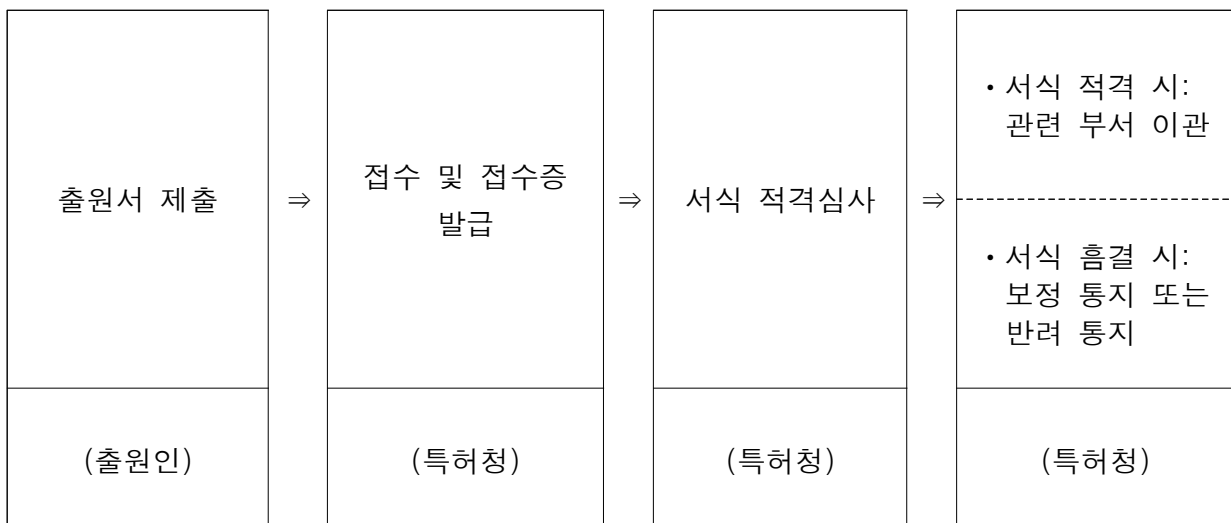 출원서 제출
⇒
접수 및 접수증
발급
⇒
서식 적격심사
⇒
• 서식 적격 시:
관련 부서 이관
• 서식 흠결 시:
보정 통지 또는
반려 통지
(출원인)
(특허청)
(특허청)
(특허청)